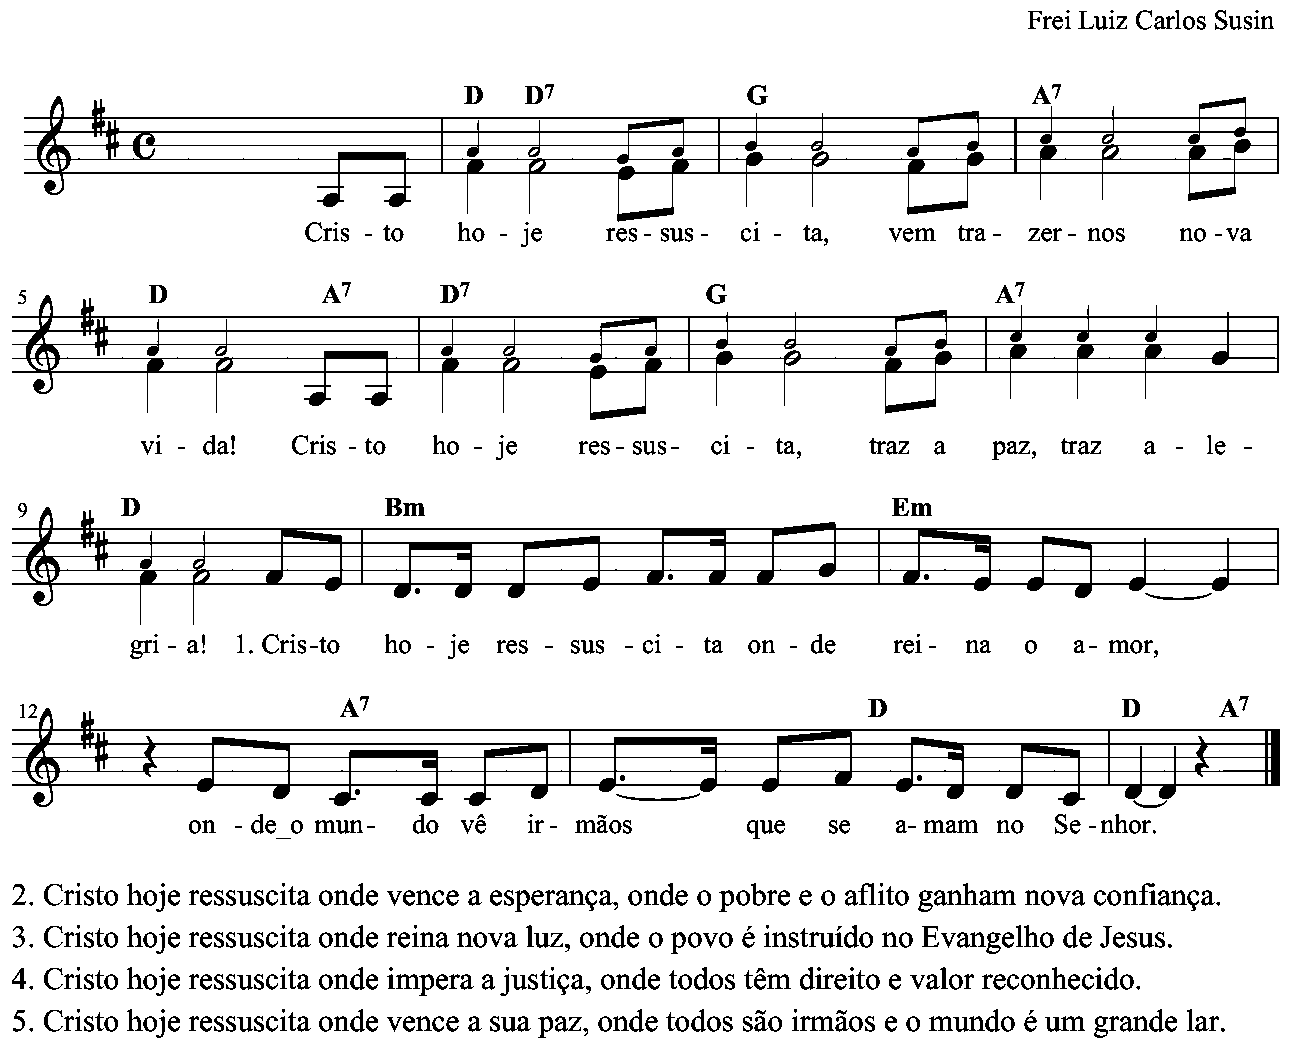 Frei Luiz Carlos Susin
D D7 G A7
Cris - to ho - je res - sus - ci - ta, vem tra - zer - nos no - va
5 D A7 D7 G A7
vi - da! Cris - to ho - je res - sus - ci - ta, traz a paz, traz a - le -
9 D Bm Em
gri - a! 1. Cris - to ho - je res - sus - ci - ta on - de rei - na o a - mor,
12 A7 D D A7
on - de_o mun - do vê ir - mãos que se a - mam no Se - nhor.
2. Cristo hoje ressuscita onde vence a esperança, onde o pobre e o aflito ganham nova confiança.
3. Cristo hoje ressuscita onde reina nova luz, onde o povo é instruído no Evangelho de Jesus.
4. Cristo hoje ressuscita onde impera a justiça, onde todos têm direito e valor reconhecido.
5. Cristo hoje ressuscita onde vence a sua paz, onde todos são irmãos e o mundo é um grande lar.